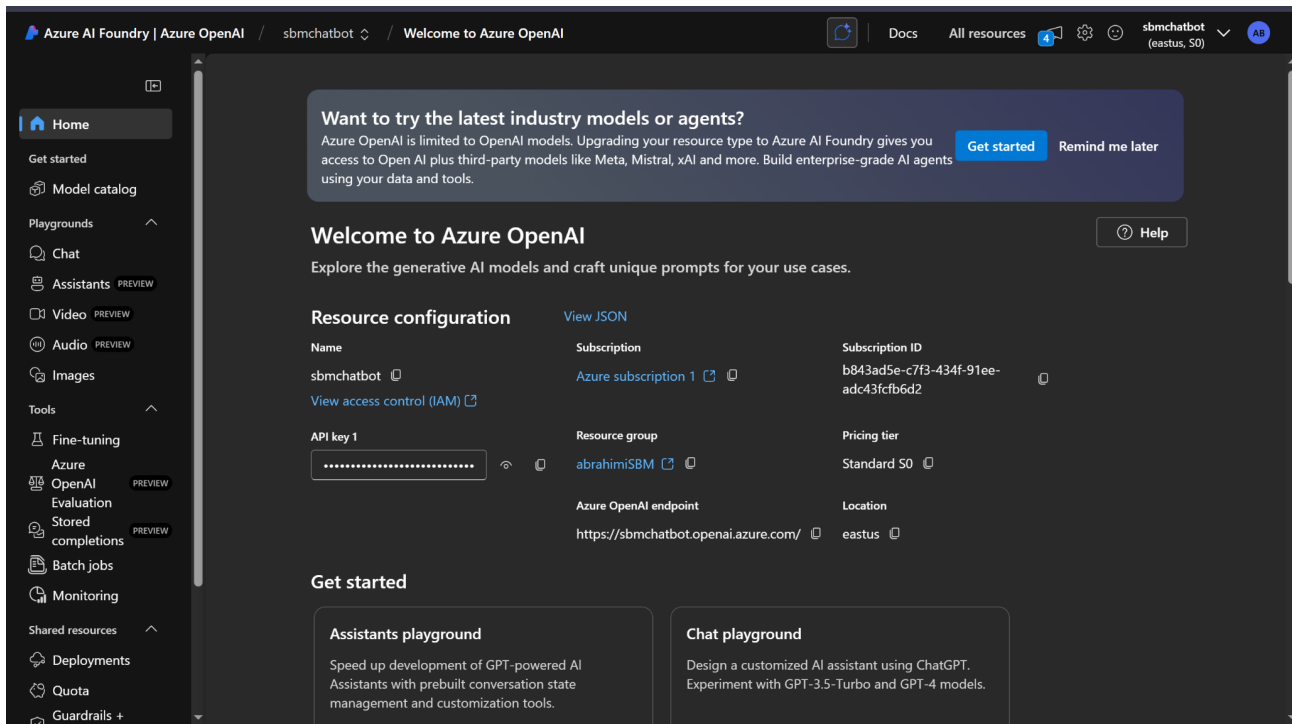 Azure AI Foundry | Azure OpenAI / sbmchatbot / Welcome to Azure OpenAI
Docs All resources 4 sbmchatbot (eastus, S0) AB
Home
Get started
Model catalog
Playgrounds
Chat
Assistants PREVIEW
Video PREVIEW
Audio PREVIEW
Images
Tools
Fine-tuning
Azure
OpenAI PREVIEW
Evaluation
Stored
completions PREVIEW
Batch jobs
Monitoring
Shared resources
Deployments
Quota
Guardrails +
Want to try the latest industry models or agents?
Azure OpenAI is limited to OpenAI models. Upgrading your resource type to Azure AI Foundry gives you
access to Open AI plus third-party models like Meta, Mistral, xAI and more. Build enterprise-grade AI agents
using your data and tools.
Get started Remind me later
Welcome to Azure OpenAI
Help
Explore the generative AI models and craft unique prompts for your use cases.
Resource configuration View JSON
Name
sbmchatbot
View access control (IAM)
Subscription
Azure subscription 1
Subscription ID
b843ad5e-c7f3-434f-91ee-
adc43fcfb6d2
API key 1
••••••••••••••••••••••••••••
Resource group
abrahimiSBM
Pricing tier
Standard S0
Azure OpenAI endpoint
https://sbmchatbot.openai.azure.com/
Location
eastus
Get started
Assistants playground
Speed up development of GPT-powered AI
Assistants with prebuilt conversation state
management and customization tools.
Chat playground
Design a customized AI assistant using ChatGPT.
Experiment with GPT-3.5-Turbo and GPT-4 models.